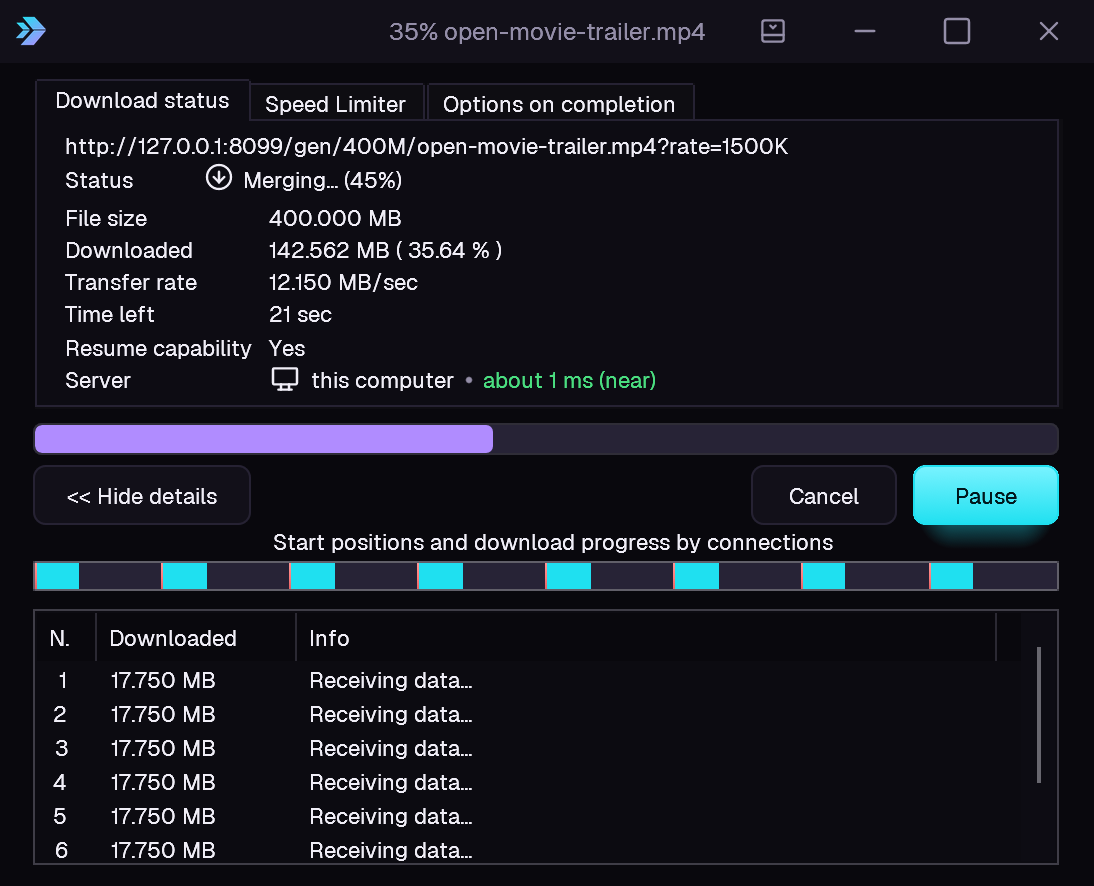 35% open-movie-trailer.mp4
Download status
Speed Limiter
Options on completion
http://127.0.0.1:8099/gen/400M/open-movie-trailer.mp4?rate=1500K
Status Merging... (45%)
File size 400.000 MB
Downloaded 142.562 MB ( 35.64 % )
Transfer rate 12.150 MB/sec
Time left 21 sec
Resume capability Yes
Server this computer • about 1 ms (near)
<< Hide details
Cancel
Pause
Start positions and download progress by connections
N. Downloaded Info
1 17.750 MB Receiving data...
2 17.750 MB Receiving data...
3 17.750 MB Receiving data...
4 17.750 MB Receiving data...
5 17.750 MB Receiving data...
6 17.750 MB Receiving data...